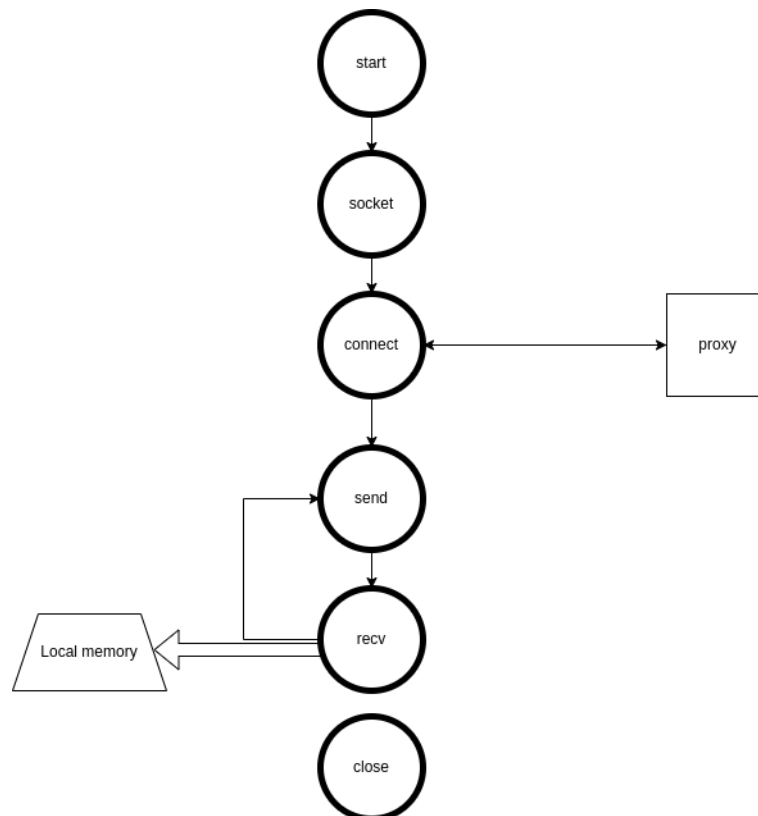 start
socket
connect
proxy
send
recv
Local memory
close